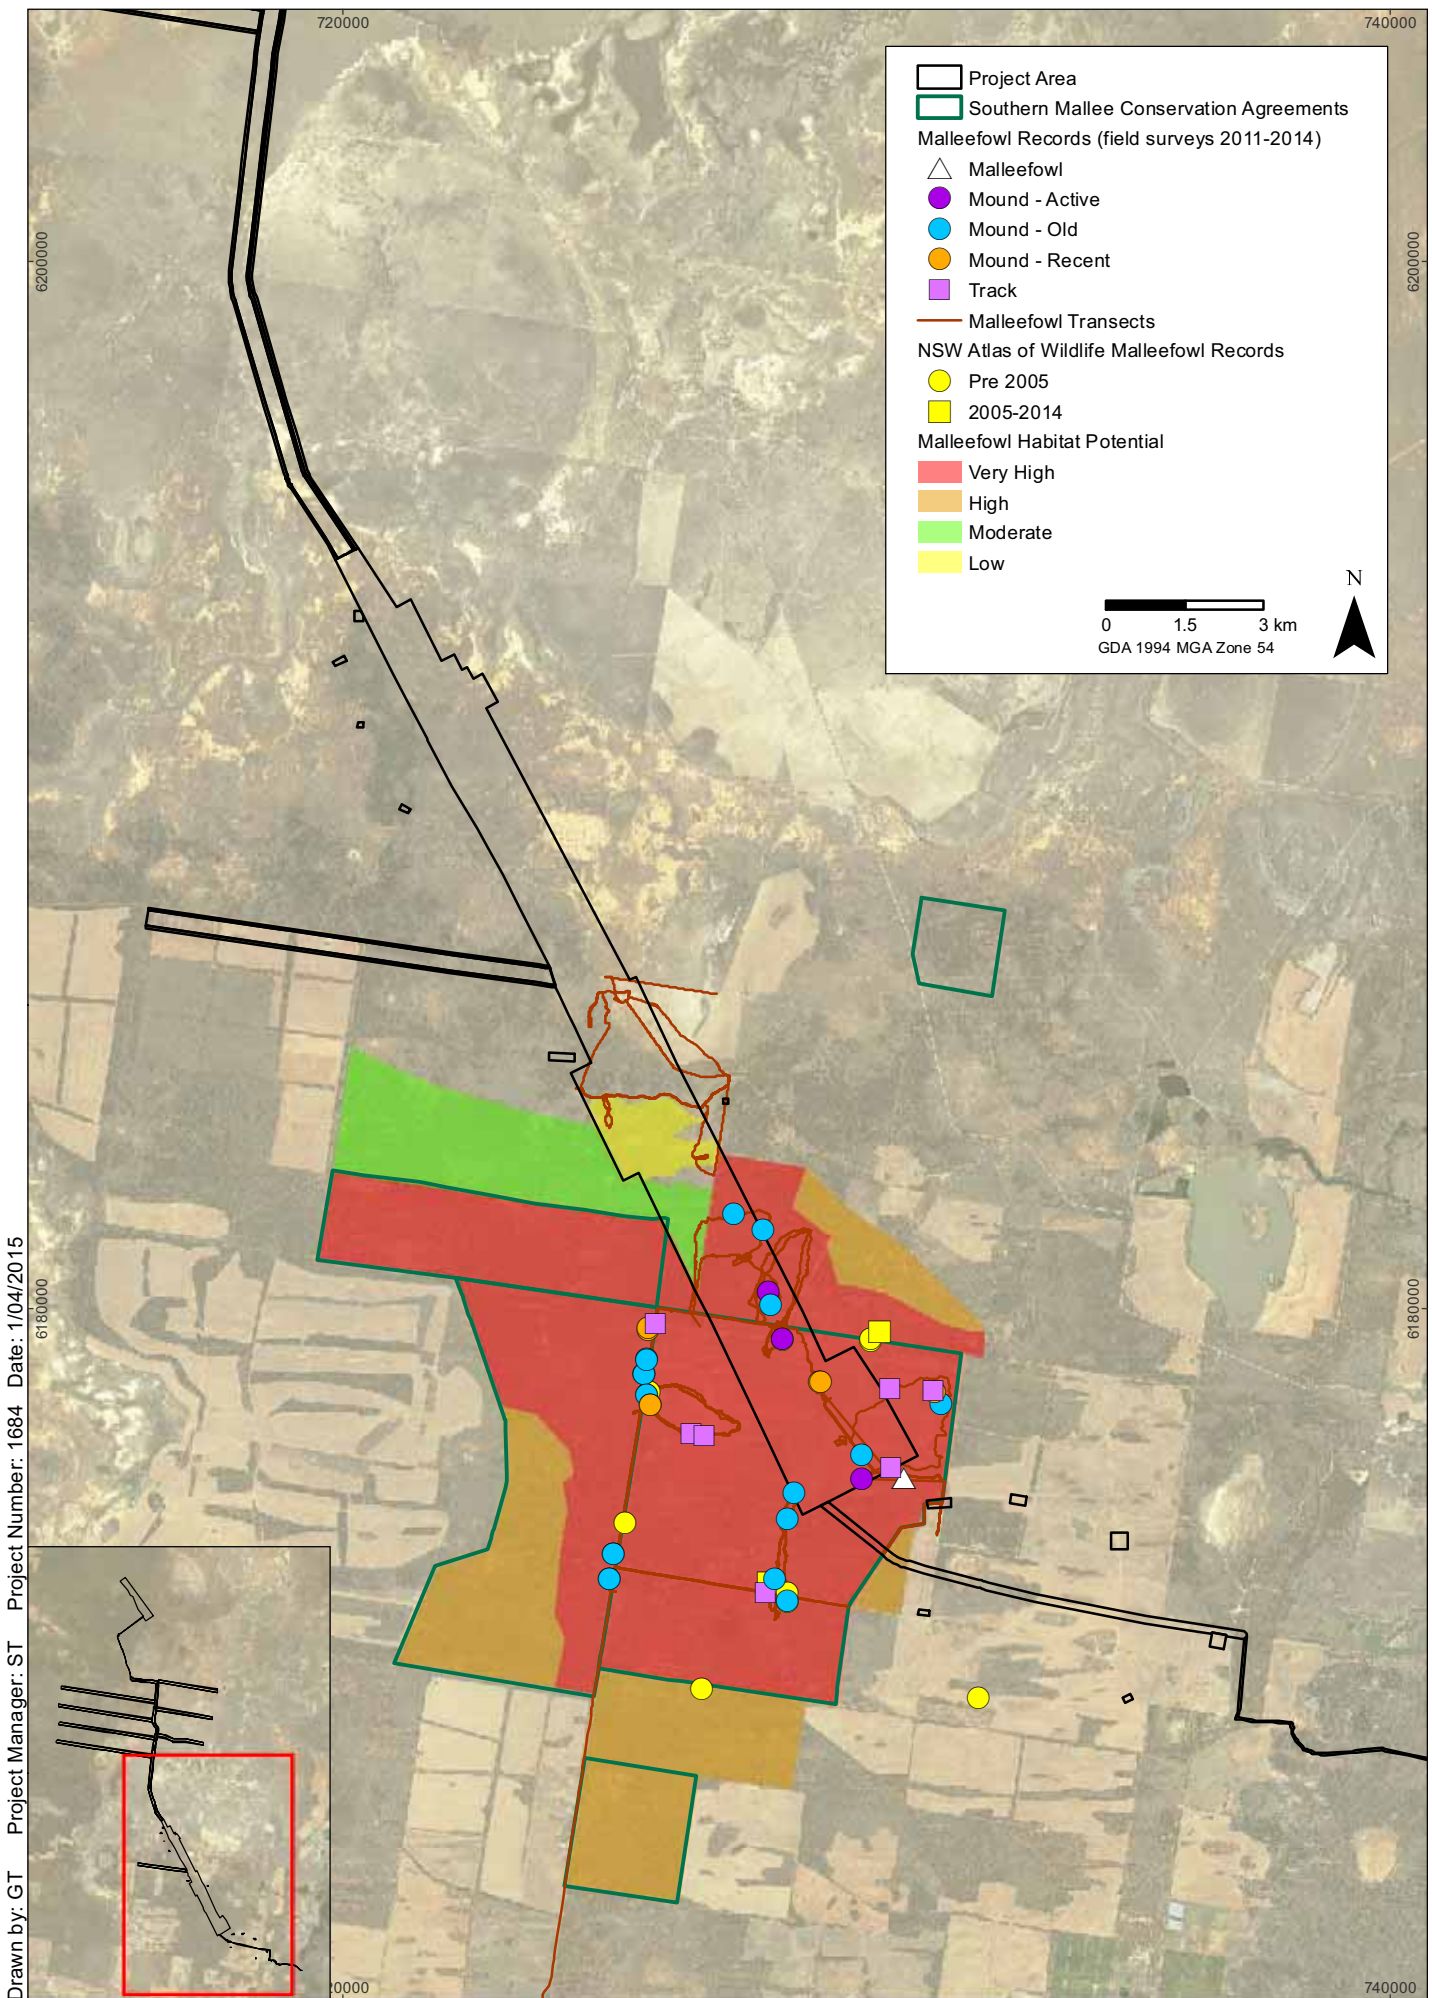 720000
740000
Project Area
Southern Mallee Conservation Agreements
Malleefowl Records (field surveys 2011-2014)
Malleefowl
Mound - Active
Mound - Old
Mound - Recent
Track
Malleefowl Transects
NSW Atlas of Wildlife Malleefowl Records
Pre 2005
2005-2014
Malleefowl Habitat Potential
Very High
High
Moderate
Low
N
0 1.5 3 km
GDA 1994 MGA Zone 54
6200000
6200000
6180000
6180000
Drawn by: GT Project Manager: ST Project Number: 1684 Date: 1/04/2015
20000
740000